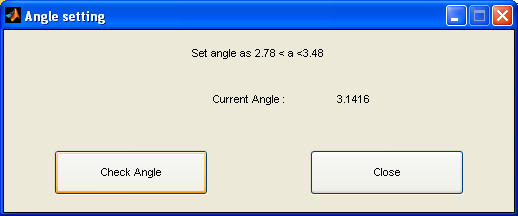 Angle setting
Set angle as 2.78 < a <3.48
Current Angle : 3.1416
Check Angle Close